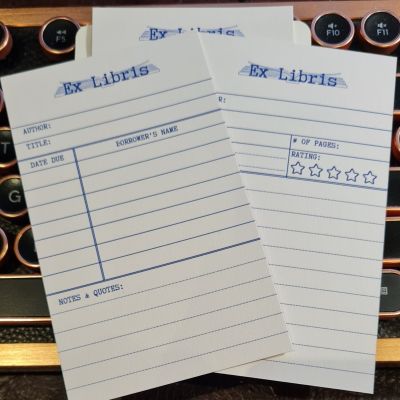 Ex Libris
Ex Libris
AUTHOR:
TITLE:
DATE DUE
BORROWER'S NAME
NOTES & QUOTES:
Ex Libris
R:
# OF PAGES:
RATING:
F5
F10
F11
T
G